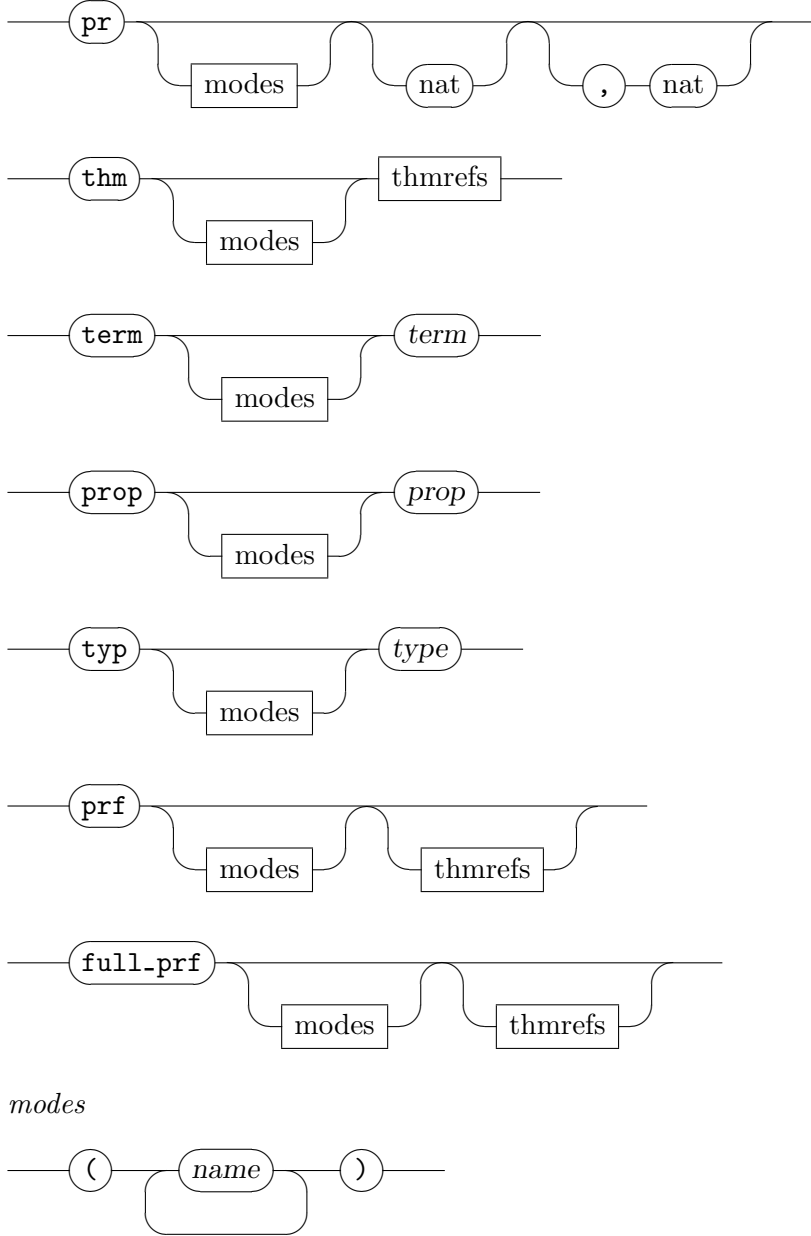 pr
modes nat , nat
thm thmrefs
modes
term term
modes
prop prop
modes
typ type
modes
prf
modes thmrefs
full_prf
modes thmrefs
modes
( name )